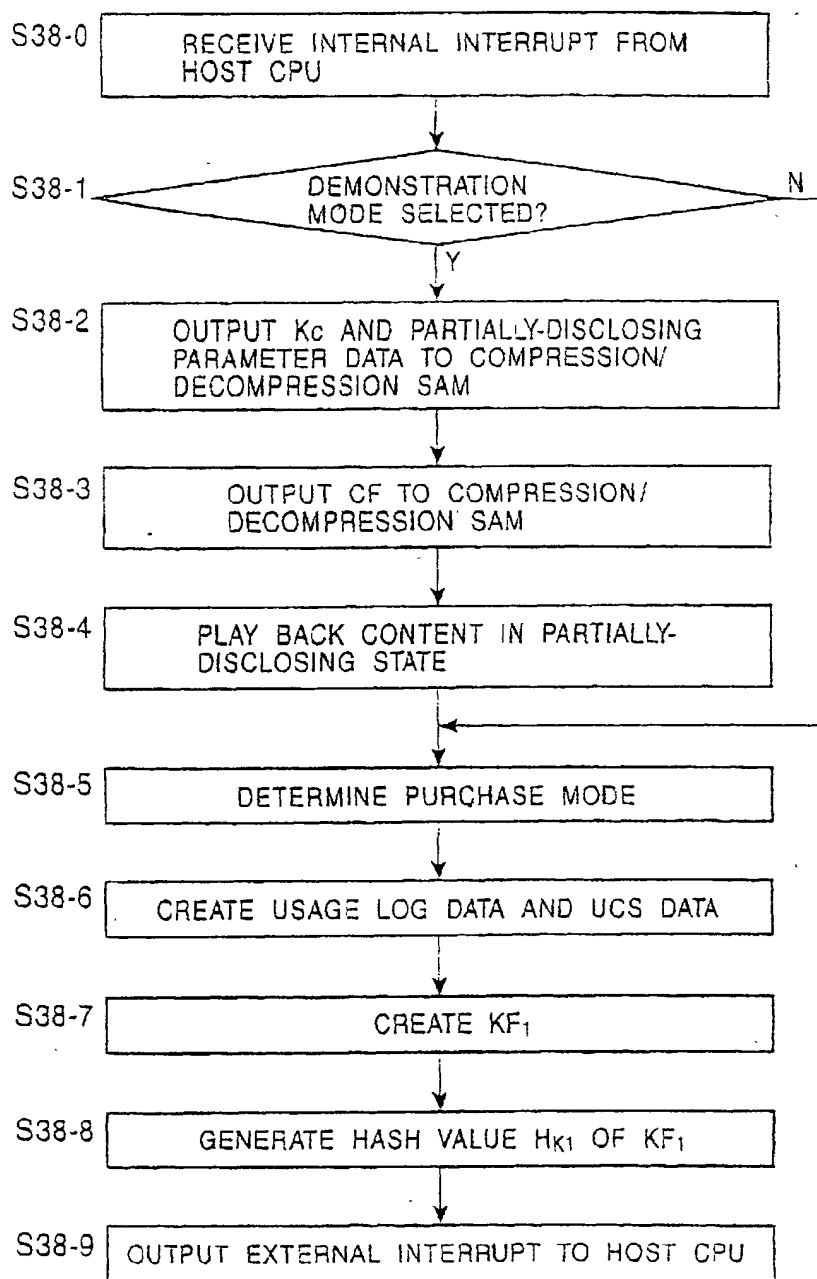 S38-0
RECEIVE INTERNAL INTERRUPT FROM
HOST CPU
S38-1
DEMONSTRATION
MODE SELECTED?
N
Y
S38-2
OUTPUT Kc AND PARTIALLY-DISCLOSING
PARAMETER DATA TO COMPRESSION/
DECOMPRESSION SAM
S38-3
OUTPUT CF TO COMPRESSION/
DECOMPRESSION SAM
S38-4
PLAY BACK CONTENT IN PARTIALLY-
DISCLOSING STATE
S38-5
DETERMINE PURCHASE MODE
S38-6
CREATE USAGE LOG DATA AND UCS DATA
S38-7
CREATE KF1
S38-8
GENERATE HASH VALUE HK1 OF KF1
S38-9
OUTPUT EXTERNAL INTERRUPT TO HOST CPU